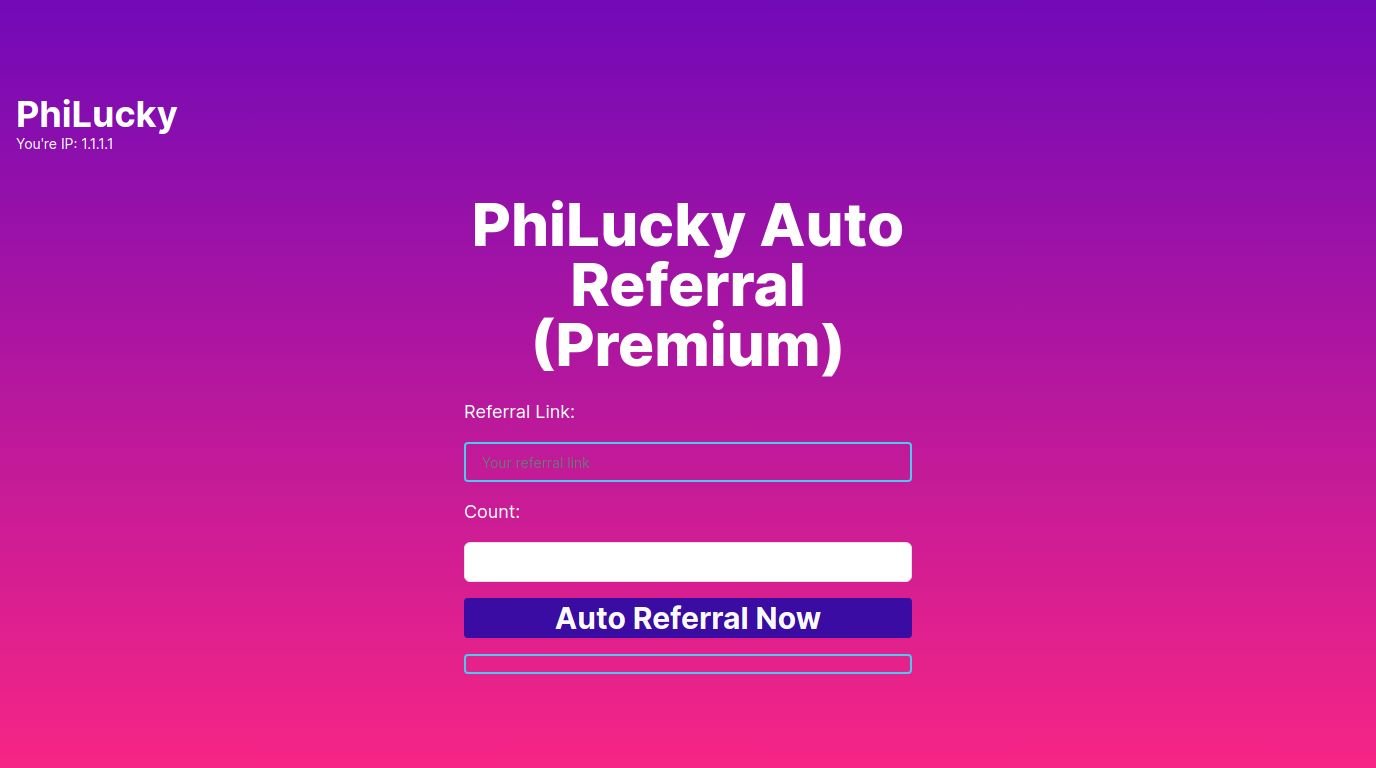 PhiLucky
You're IP: 1.1.1.1
PhiLucky Auto
Referral
(Premium)
Referral Link:
Your referral link
Count:
Auto Referral Now